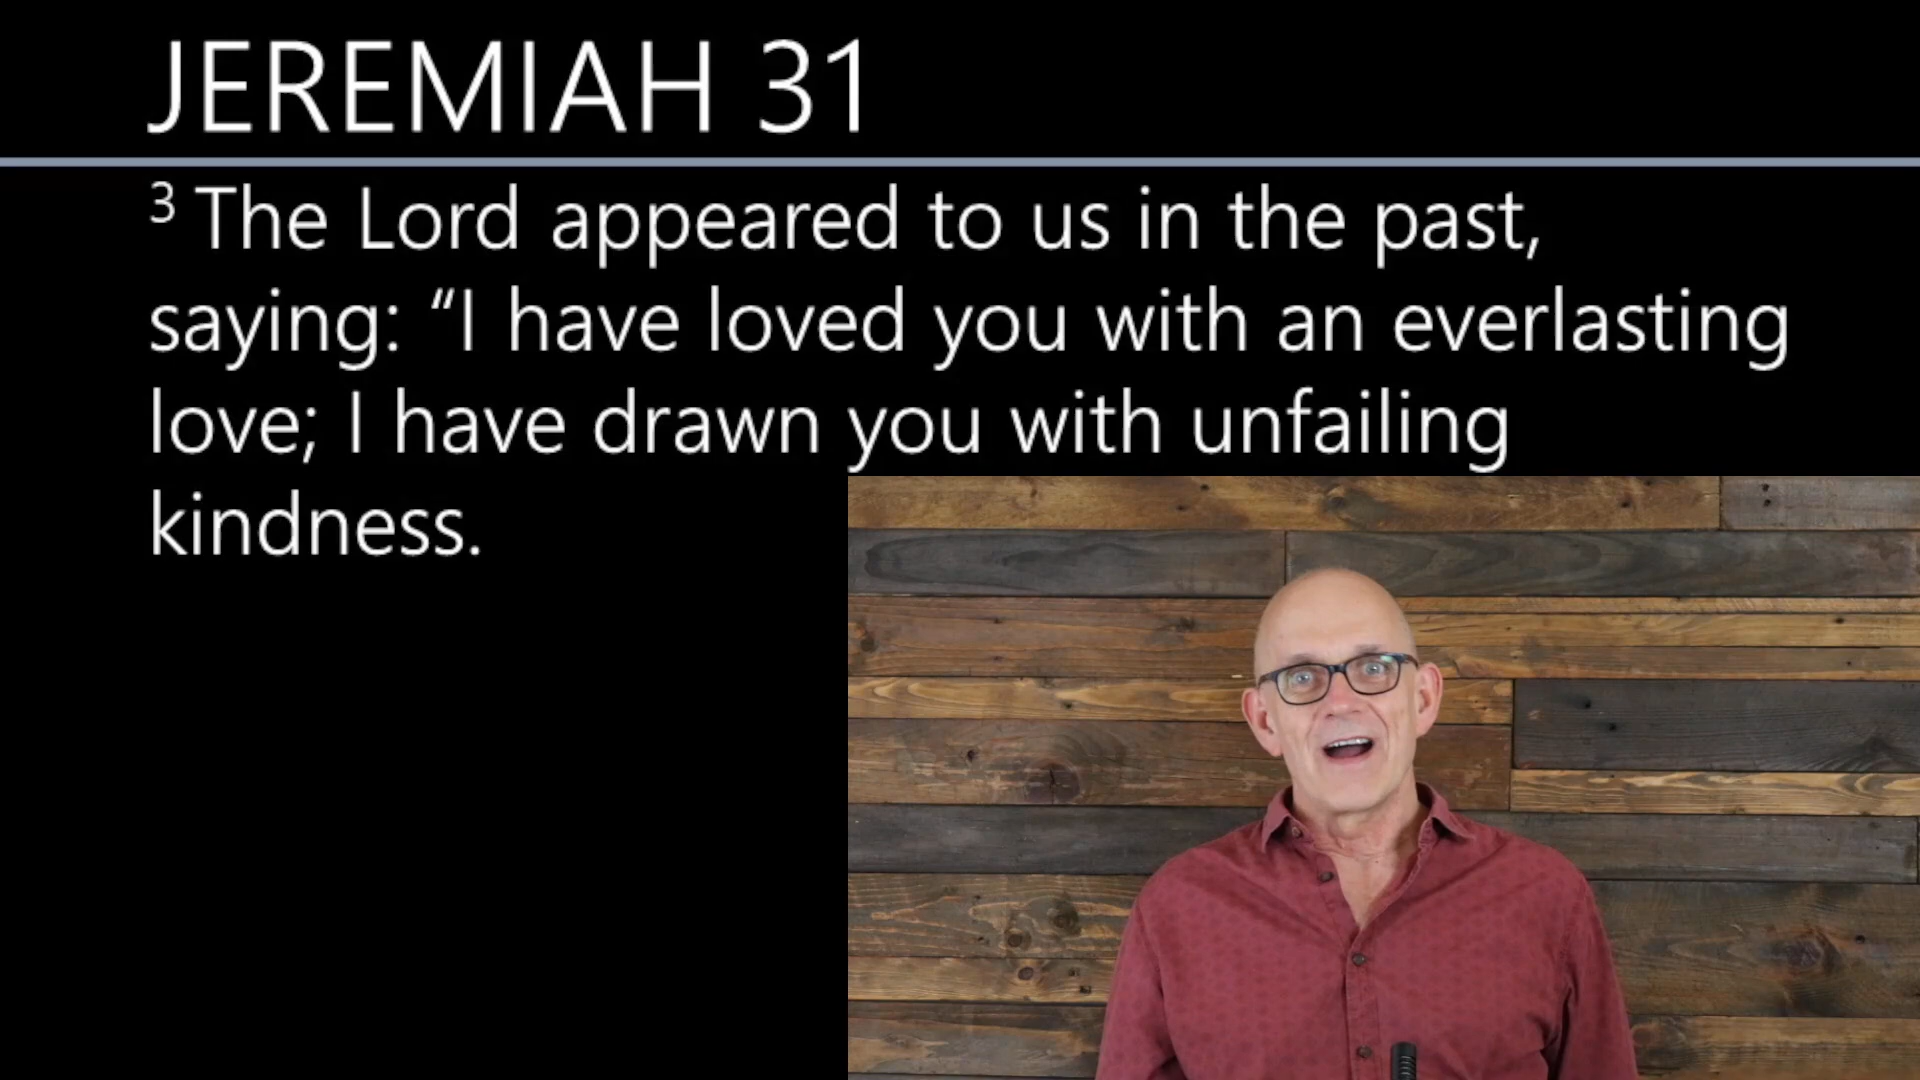 JEREMIAH 31
3 The Lord appeared to us in the past,
saying: “I have loved you with an everlasting
love; I have drawn you with unfailing
kindness.